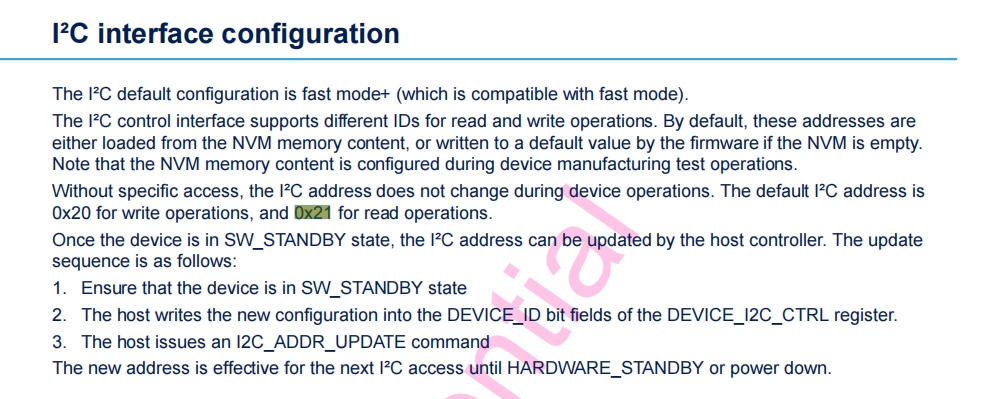 I²C interface configuration
The I²C default configuration is fast mode+ (which is compatible with fast mode).
The I²C control interface supports different IDs for read and write operations. By default, these addresses are
either loaded from the NVM memory content, or written to a default value by the firmware if the NVM is empty.
Note that the NVM memory content is configured during device manufacturing test operations.
Without specific access, the I²C address does not change during device operations. The default I²C address is
0x20 for write operations, and 0x21 for read operations.
Once the device is in SW_STANDBY state, the I²C address can be updated by the host controller. The update
sequence is as follows:
1. Ensure that the device is in SW_STANDBY state
2. The host writes the new configuration into the DEVICE_ID bit fields of the DEVICE_I2C_CTRL register.
3. The host issues an I2C_ADDR_UPDATE command
The new address is effective for the next I²C access until HARDWARE_STANDBY or power down.
ential